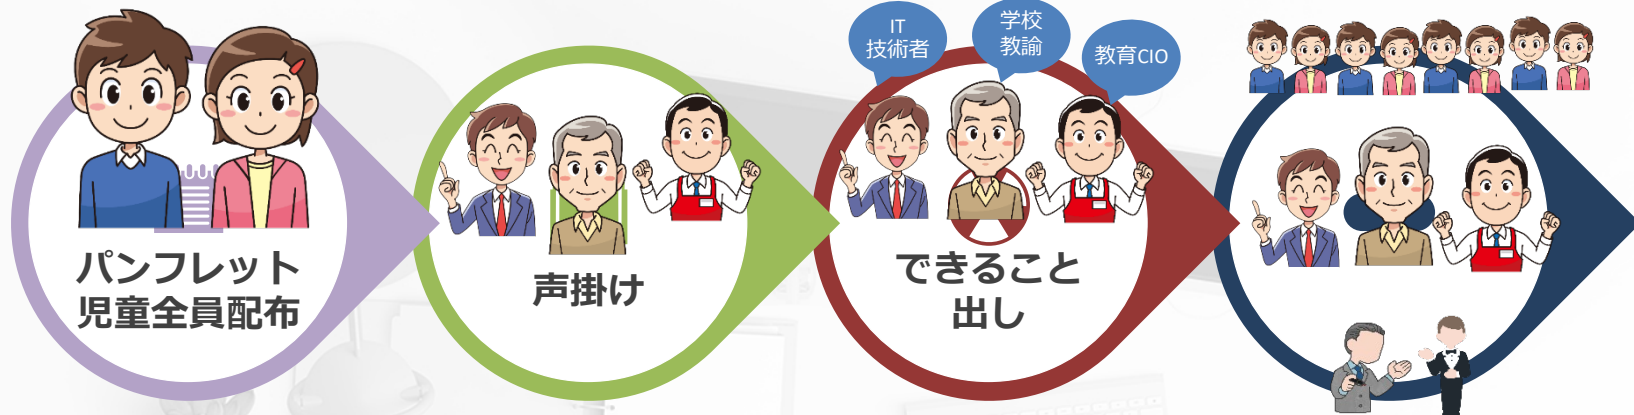 パンフレット
児童全員配布
声掛け
IT
技術者
学校
教諭
教育CIO
できること
出し